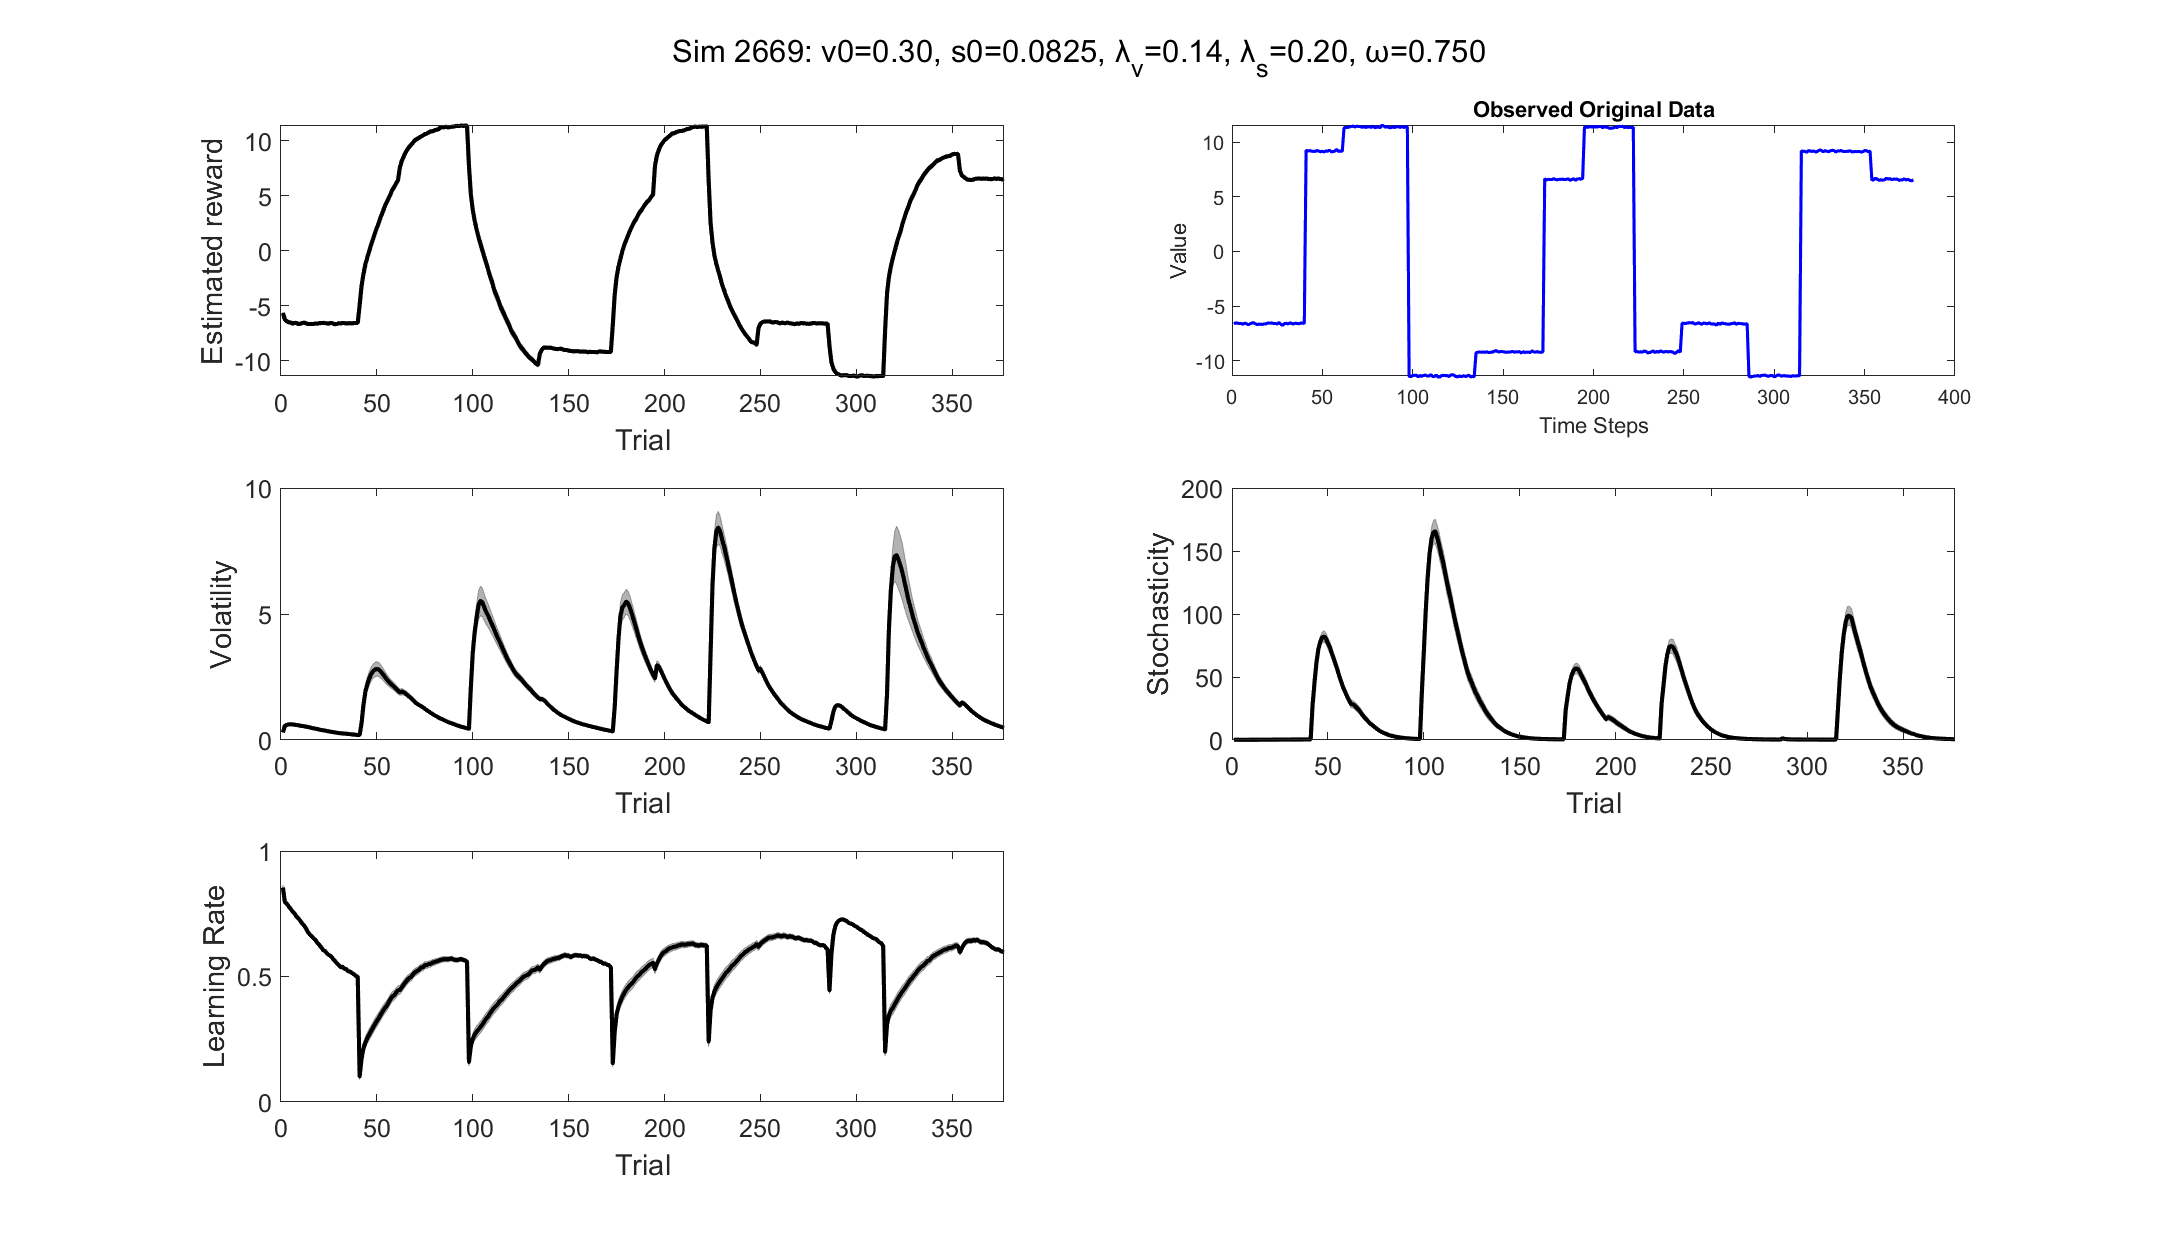 Sim 2669: v0=0.30, s0=0.0825, λ_v=0.14, λ_s=0.20, ω=0.750
Estimated reward
10
5
0
-5
-10
0 50 100 150 200 250 300 350
Trial
Observed Original Data
Value
10
5
0
-5
-10
0 50 100 150 200 250 300 350 400
Time Steps
Volatility
10
5
0
0 50 100 150 200 250 300 350
Trial
Stochasticity
200
150
100
50
0
0 50 100 150 200 250 300 350
Trial
Learning Rate
1
0.5
0
0 50 100 150 200 250 300 350
Trial